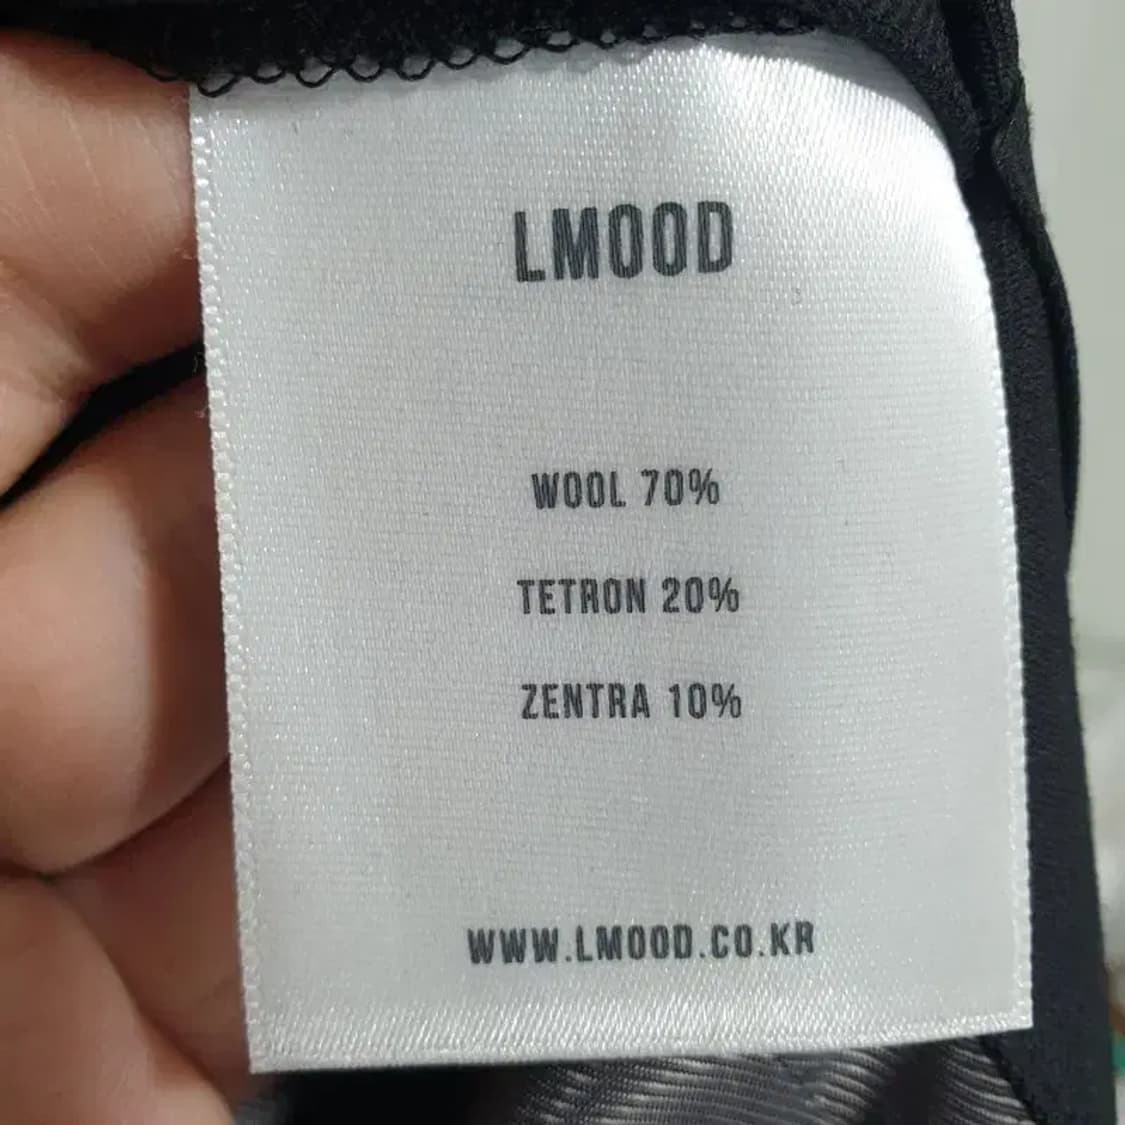 LMOOD
WOOL 70%
TETRON 20%
ZENTRA 10%
WWW.LMOOD.CO.KR